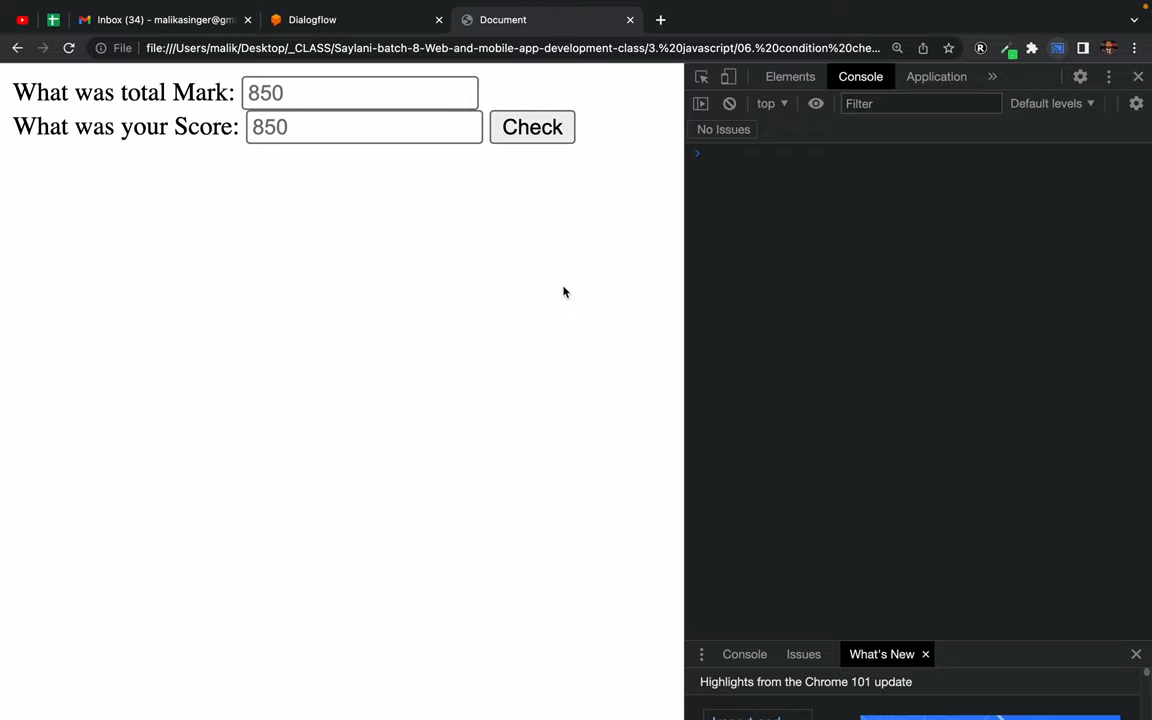 Inbox (34) - malikasinger@gm
Dialogflow
Document
File
file:///Users/malik/Desktop/_CLASS/Saylani-batch-8-Web-and-mobile-app-development-class/3.%20javascript/06.%20condition%20che...
What was total Mark: 850
What was your Score: 850 Check
Elements Console Application »
top Filter Default levels
No Issues
Console Issues What's New
Highlights from the Chrome 101 update